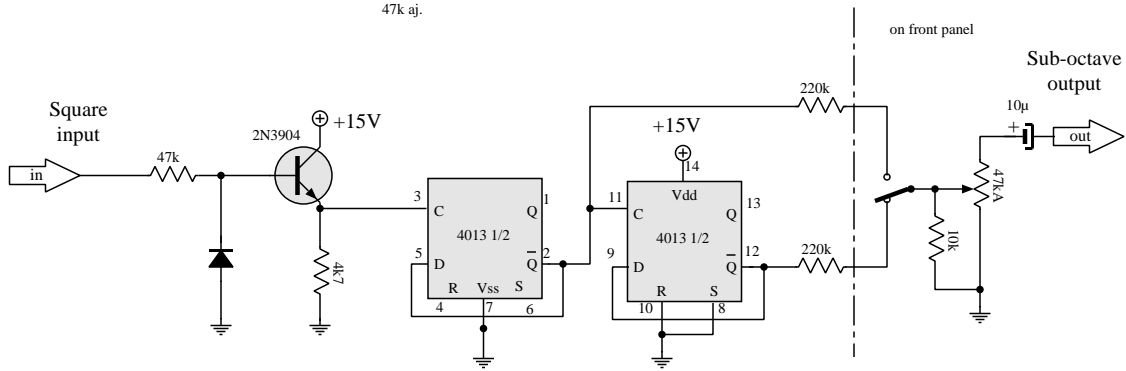 47k aj.
on front panel
Square
input
in
47k
2N3904
+15V
4k7
3
C
5
D
4013 1/2
1
Q
2
Q
R
Vss
S
4
7
6
+15V
14
Vdd
11
C
9
D
4013 1/2
13
Q
12
Q
R
S
10
8
220k
220k
10k
47kA
10µ
+
Sub-octave
output
out